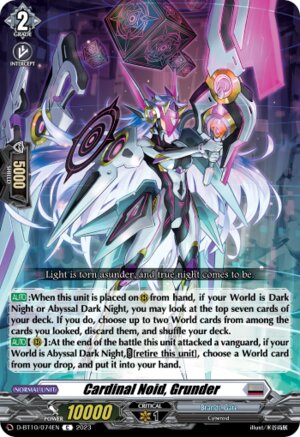 2
GRADE
INTERCEPT
5000
SHIELD
Light is torn asunder, and true night comes to be.
AUTO:When this unit is placed on from hand, if your World is Dark
Night or Abyssal Dark Night, you may look at the top seven cards of
your deck. If you do, choose up to two World cards from among the
cards you looked, discard them, and shuffle your deck.
AUTO:At the end of the battle this unit attacked a vanguard, if your
World is Abyssal Dark Night, [retire this unit], choose a World card
from your drop, and put it into your hand.
NORMAL UNIT
Cardinal Noid, Grunder
POWER 10000
CRITICAL
1
Brandt Gate
Cyberoid
D-BT10/074EN C 2023